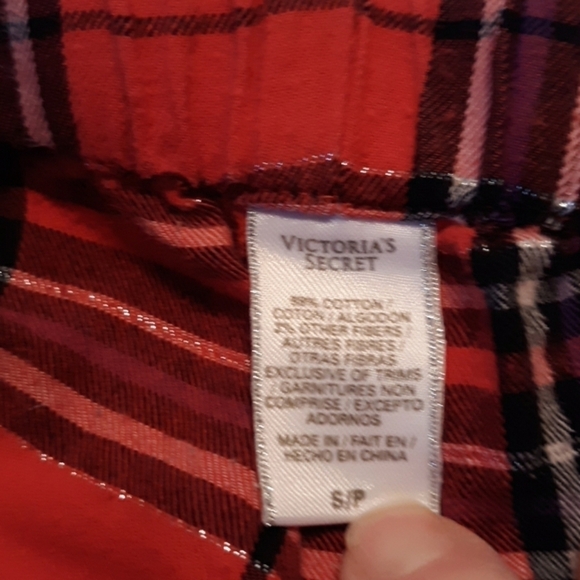 VICTORIA'S
SECRET
98% COTTON /
COTON / ALGODON
2% OTHER FIBERS /
AUTRES FIBRES /
OTRAS FIBRAS
EXCLUSIVE OF TRIMS
/ GARNITURES NON
COMPRISE / EXCEPTO
ADORNOS
MADE IN / FAIT EN /
HECHO EN CHINA
S/P